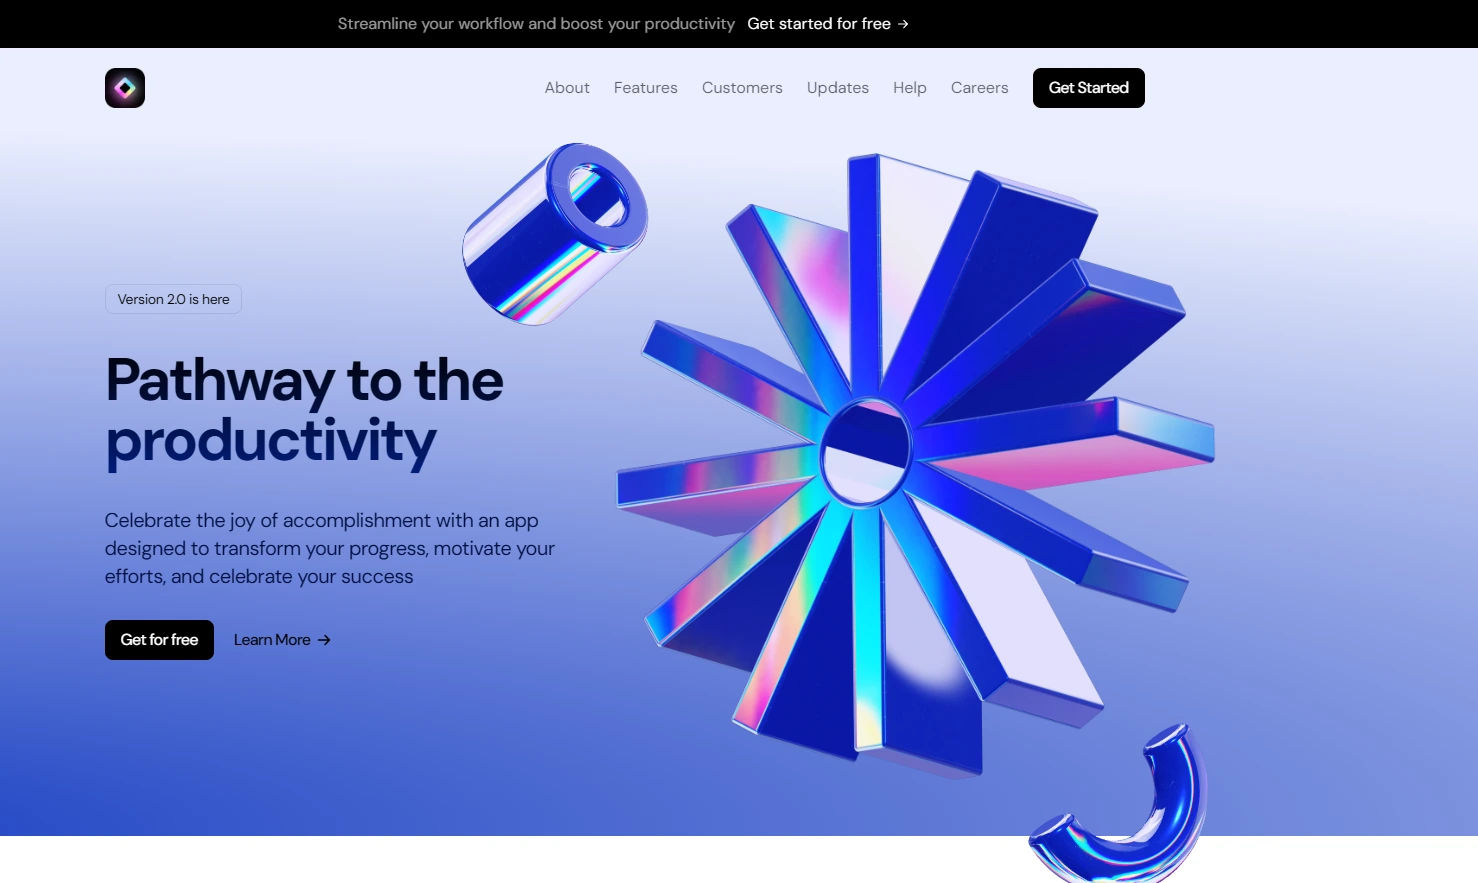 Streamline your workflow and boost your productivity Get started for free →
About Features Customers Updates Help Careers Get Started
Version 2.0 is here
Pathway to the
productivity
Celebrate the joy of accomplishment with an app
designed to transform your progress, motivate your
efforts, and celebrate your success
Get for free Learn More →